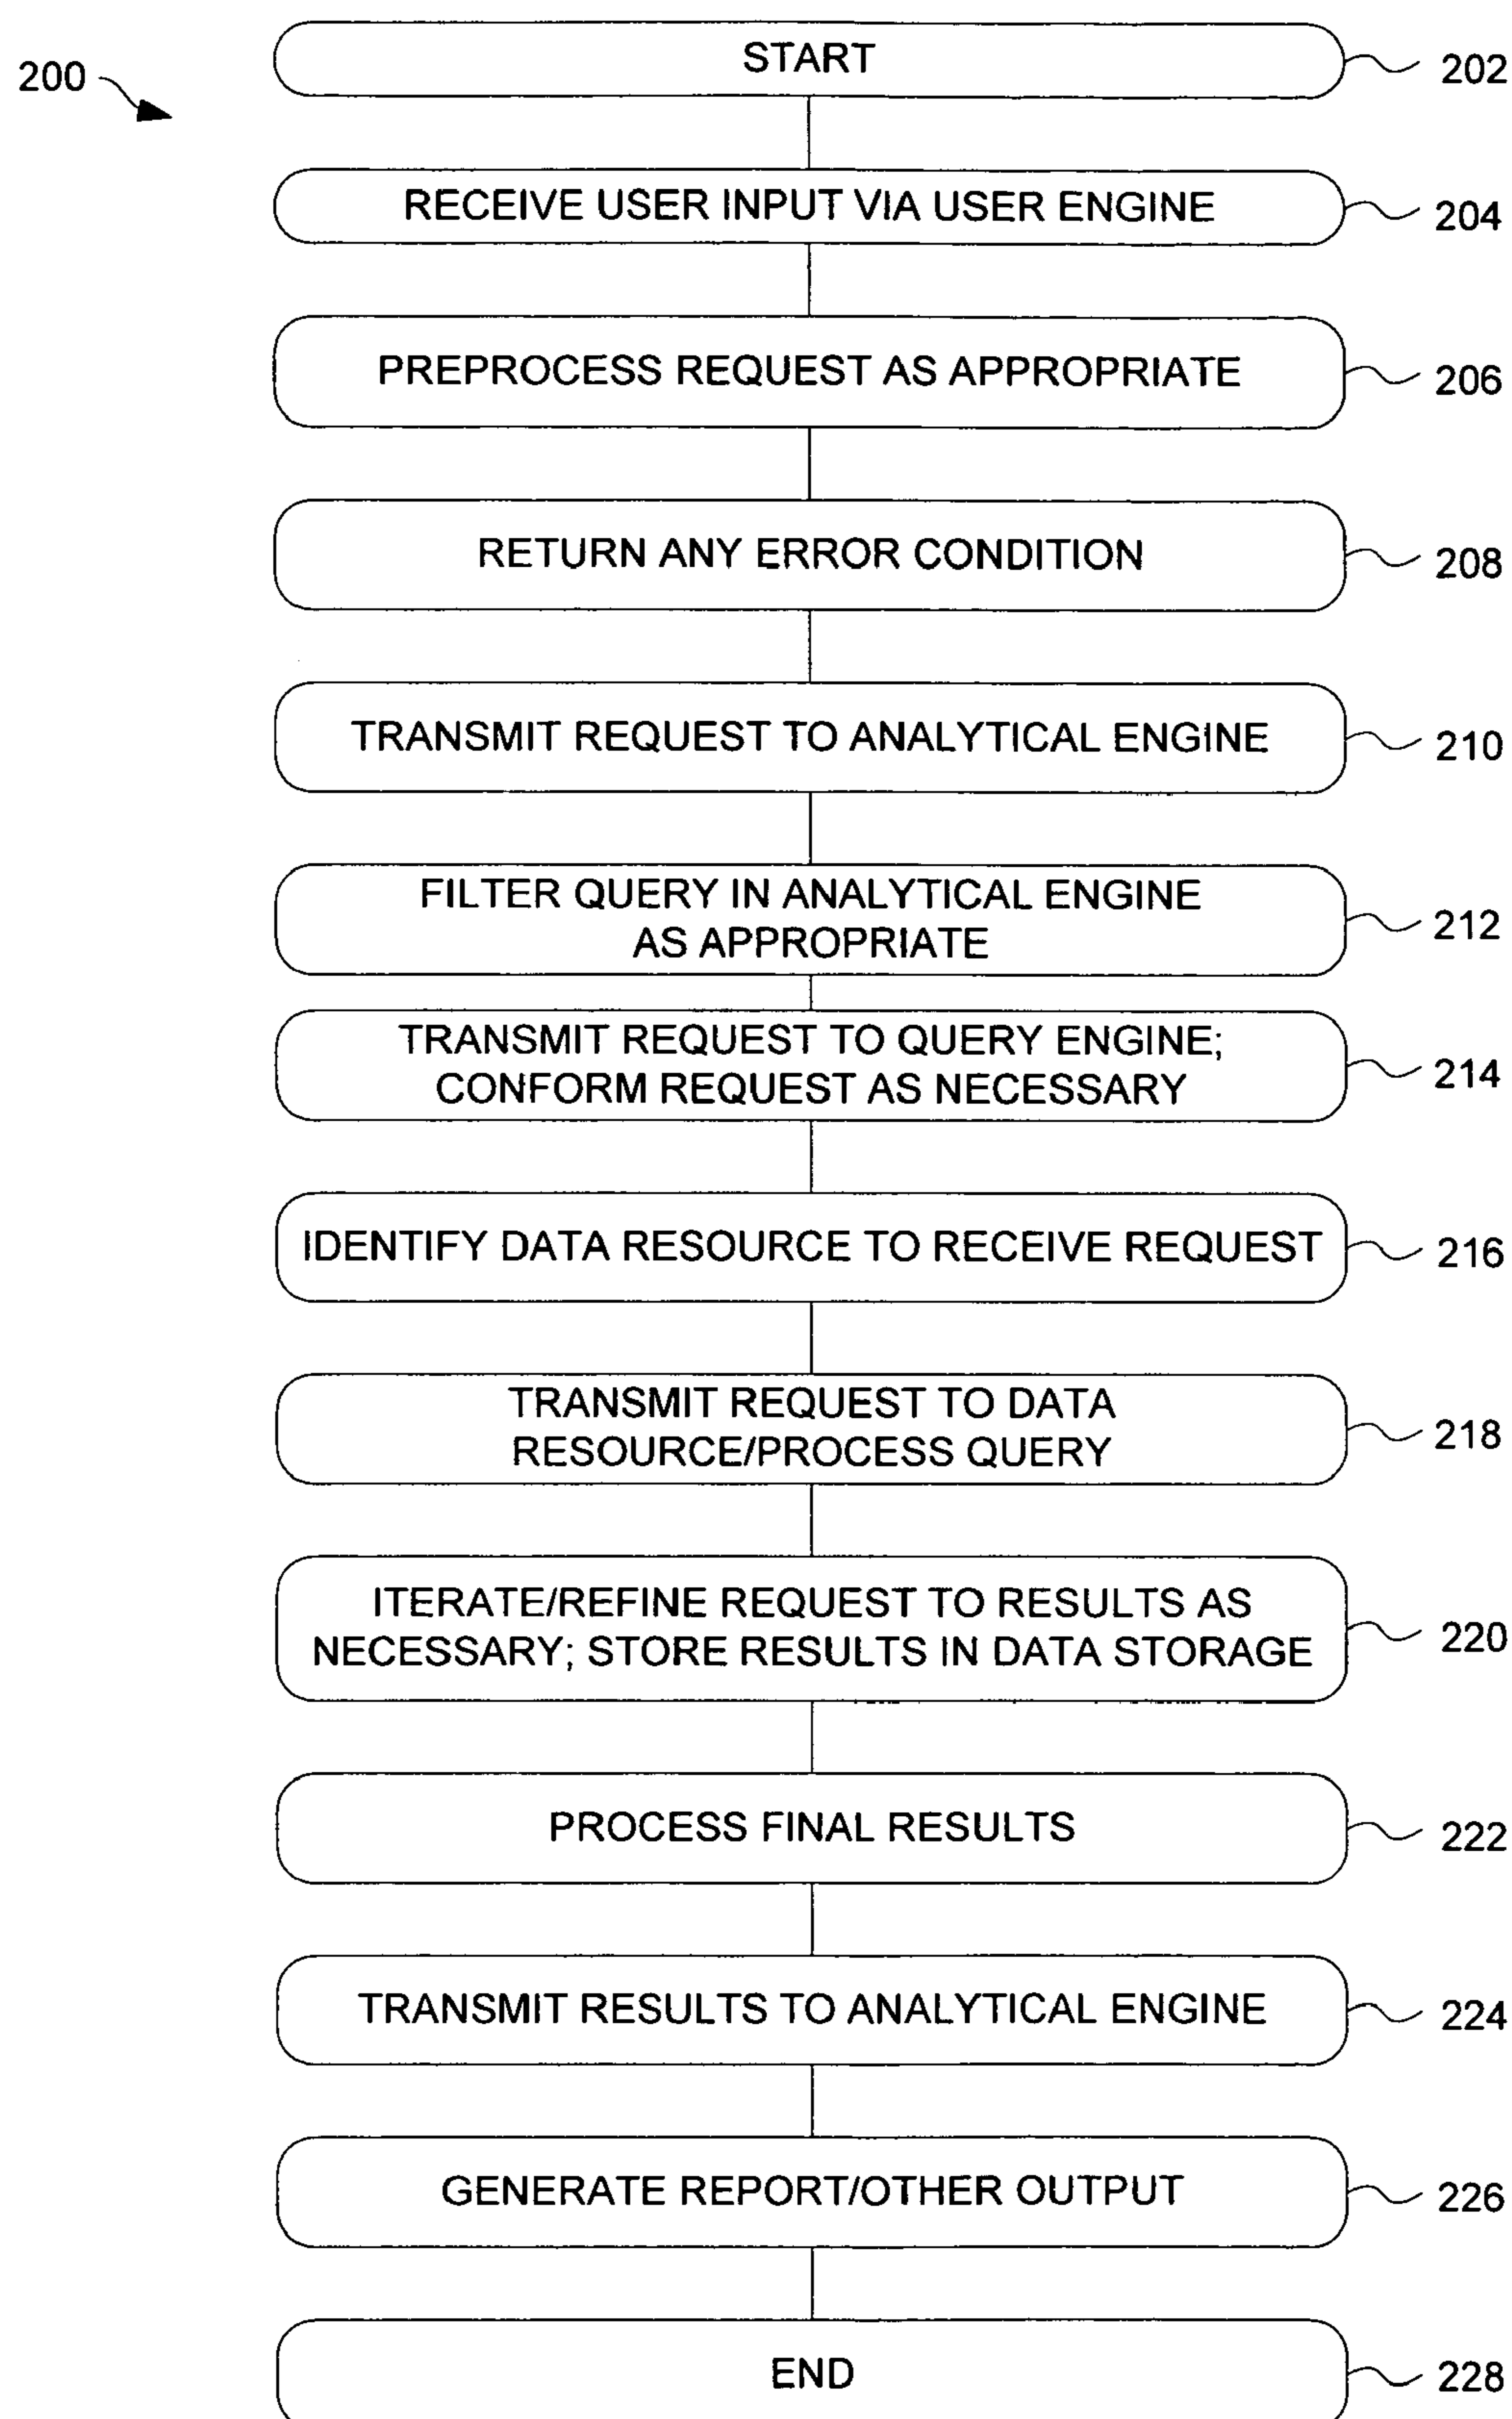 200
START
202
RECEIVE USER INPUT VIA USER ENGINE
204
PREPROCESS REQUEST AS APPROPRIATE
206
RETURN ANY ERROR CONDITION
208
TRANSMIT REQUEST TO ANALYTICAL ENGINE
210
FILTER QUERY IN ANALYTICAL ENGINE
AS APPROPRIATE
212
TRANSMIT REQUEST TO QUERY ENGINE;
CONFORM REQUEST AS NECESSARY
214
IDENTIFY DATA RESOURCE TO RECEIVE REQUEST
216
TRANSMIT REQUEST TO DATA
RESOURCE/PROCESS QUERY
218
ITERATE/REFINE REQUEST TO RESULTS AS
NECESSARY; STORE RESULTS IN DATA STORAGE
220
PROCESS FINAL RESULTS
222
TRANSMIT RESULTS TO ANALYTICAL ENGINE
224
GENERATE REPORT/OTHER OUTPUT
226
END
228